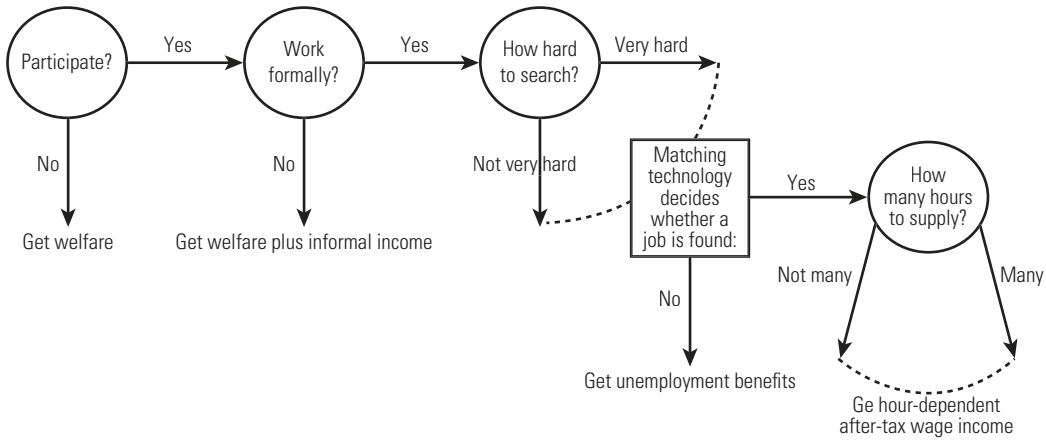 Participate?
Yes
Work
formally?
Yes
How hard
to search?
Very hard
No
No
Not very hard
Get welfare
Get welfare plus informal income
Matching
technology
decides
whether a
job is found:
Yes
How
many hours
to supply?
No
Not many
Many
Get unemployment benefits
Ge hour-dependent
after-tax wage income